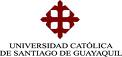 UNIVERSIDAD CATÓLICA
DE SANTIAGO DE GUAYAQUIL